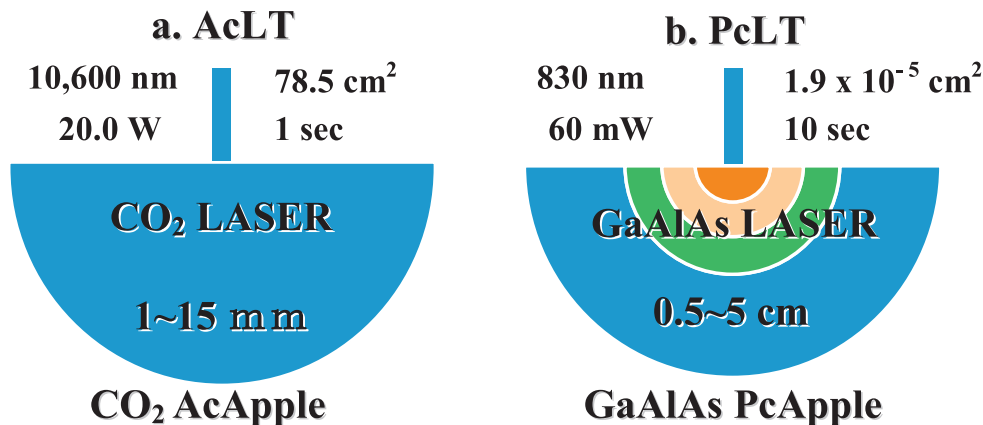 a. AcLT
10,600 nm
78.5 cm²
20.0 W
1 sec
CO₂ LASER
1~15 ｍｍ
CO₂ AcApple
b. PcLT
830 nm
1.9 x 10⁻⁵ cm²
60 mW
10 sec
GaAlAs LASER
0.5~5 cm
GaAlAs PcApple